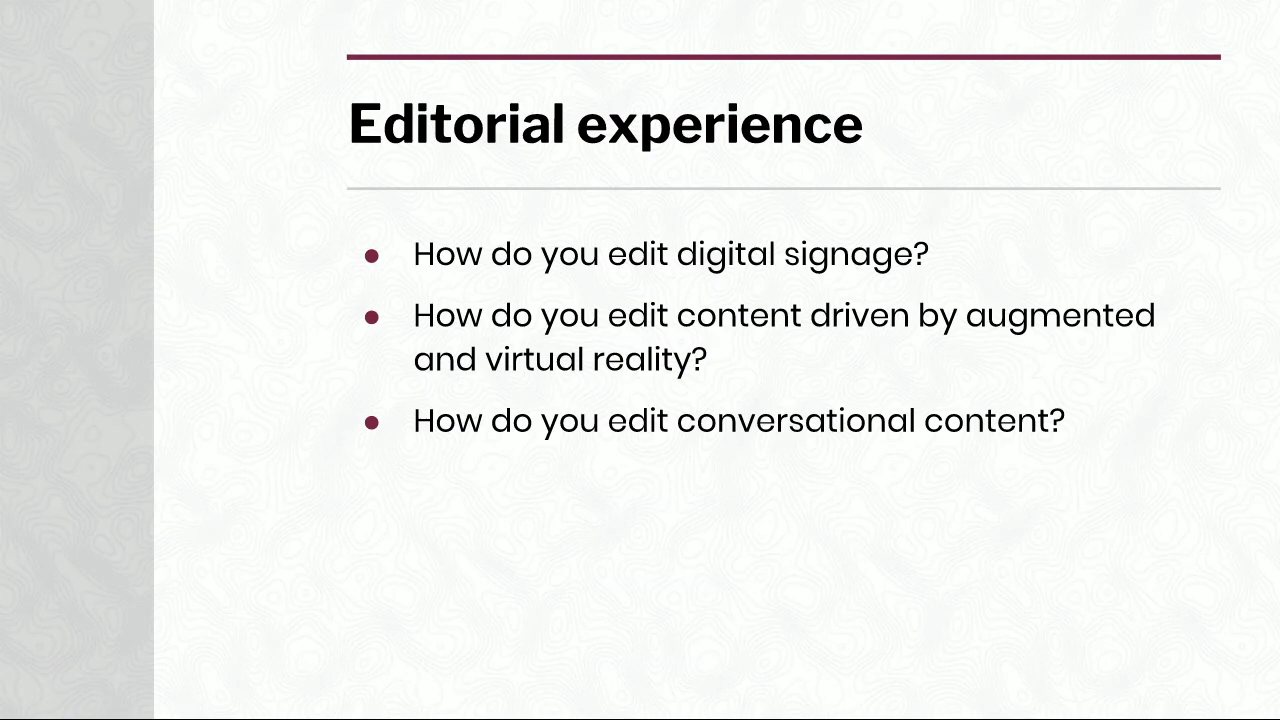 Editorial experience
● How do you edit digital signage?
● How do you edit content driven by augmented
and virtual reality?
● How do you edit conversational content?